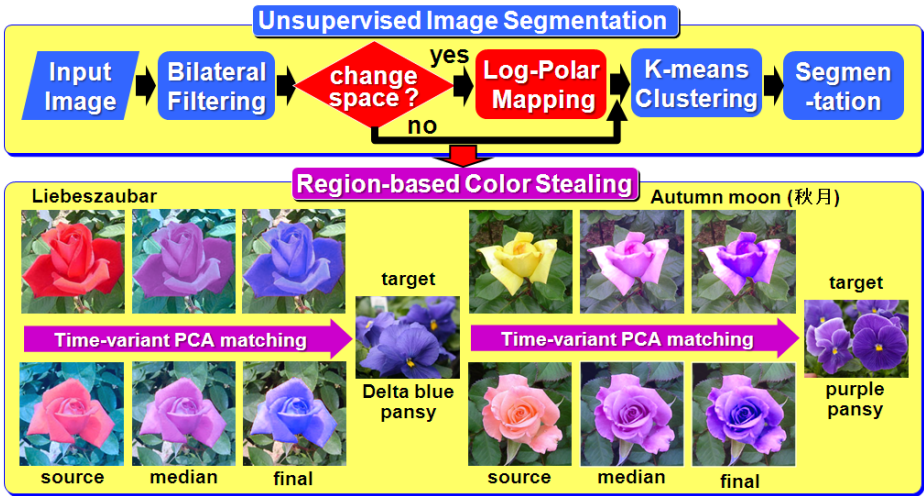 Unsupervised Image Segmentation
Input
Image
Bilateral
Filtering
change
space ?
yes
no
Log-Polar
Mapping
K-means
Clustering
Segmen
-tation
Region-based Color Stealing
Liebeszaubar
Autumn moon (秋月)
target
target
Time-variant PCA matching
Time-variant PCA matching
Delta blue
pansy
purple
pansy
source
median
final
source
median
final